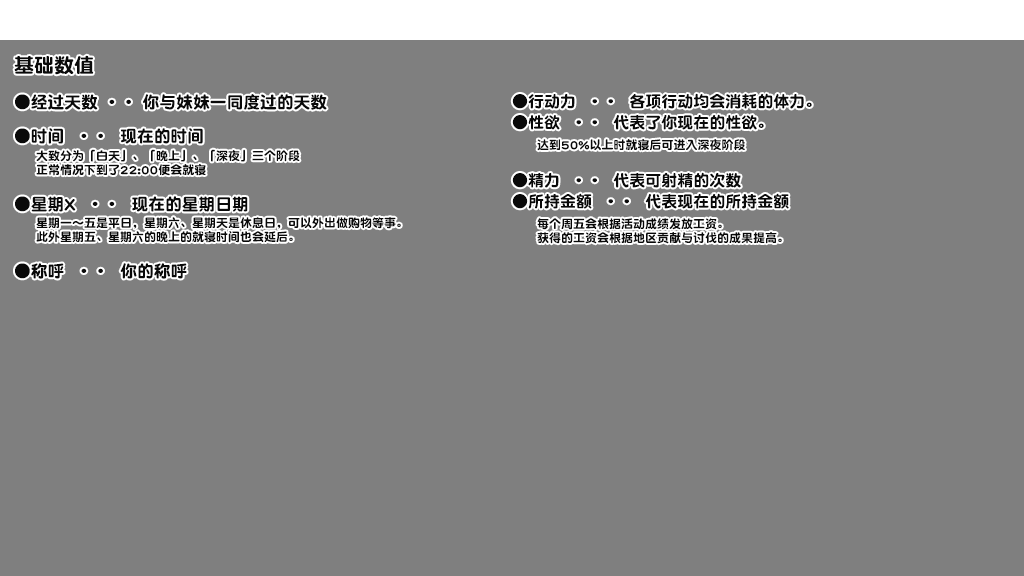 基础数值
●经过天数 ・・ 你与妹妹一同度过的天数
●时间 ・・ 现在的时间
大致分为「白天」、「晚上」、「深夜」三个阶段
正常情况下到了22:00便会就寝
●星期X ・・ 现在的星期日期
星期一～五是平日，星期六、星期天是休息日，可以外出做购物等事。
此外星期五、星期六的晚上的就寝时间也会延后。
●称呼 ・・ 你的称呼
●行动力 ・・ 各项行动均会消耗的体力。
●性欲 ・・ 代表了你现在的性欲。
达到50%以上时就寝后可进入深夜阶段
●精力 ・・ 代表可射精的次数
●所持金额 ・・ 代表现在的所持金额
每个周五会根据活动成绩发放工资。
获得的工资会根据地区贡献与讨伐的成果提高。